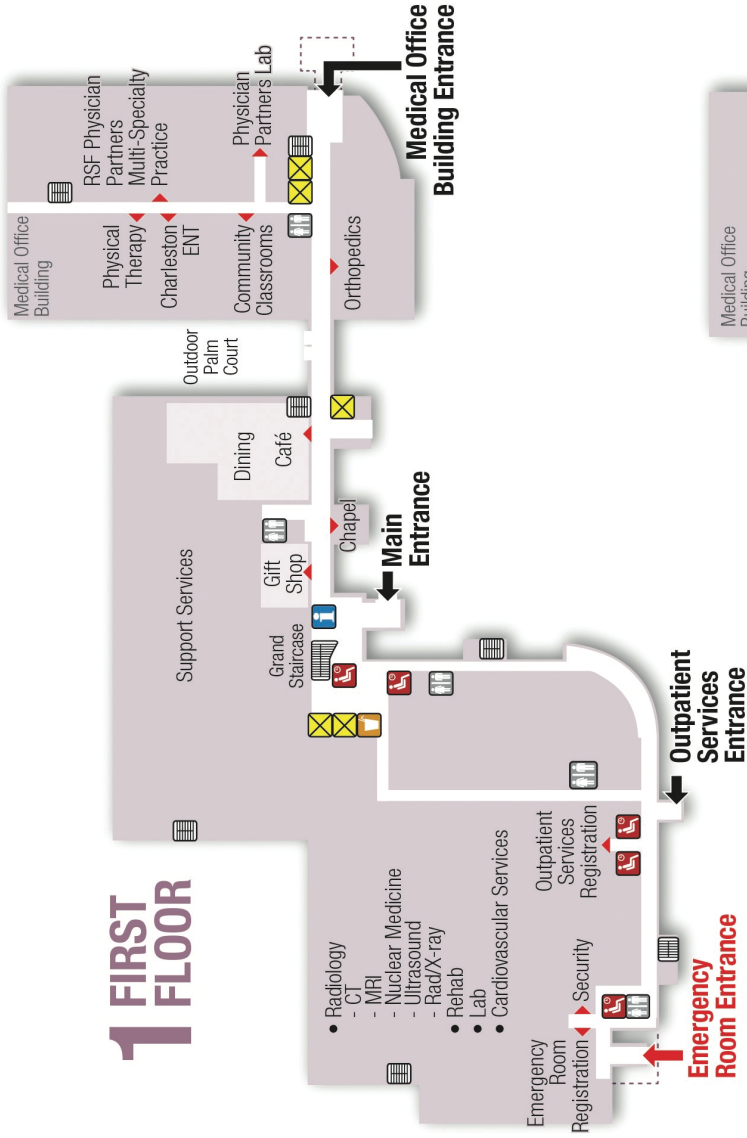 1 FIRST
FLOOR
Medical Office
Building
RSF Physician
Partners
Multi-Specialty
Practice
Physical
Therapy
Charleston
ENT
Physician
Partners Lab
Community
Classrooms
Medical Office
Building Entrance
Orthopedics
Outdoor
Palm
Court
Dining
Café
Chapel
Gift
Shop
Main
Entrance
Support Services
Grand
Staircase
• Radiology
- CT
- MRI
- Nuclear Medicine
- Ultrasound
- Rad/X-ray
• Rehab
• Lab
• Cardiovascular Services
Outpatient
Services
Registration
Outpatient
Services
Entrance
Security
Emergency
Room
Registration
Emergency
Room Entrance
Medical Office
Building